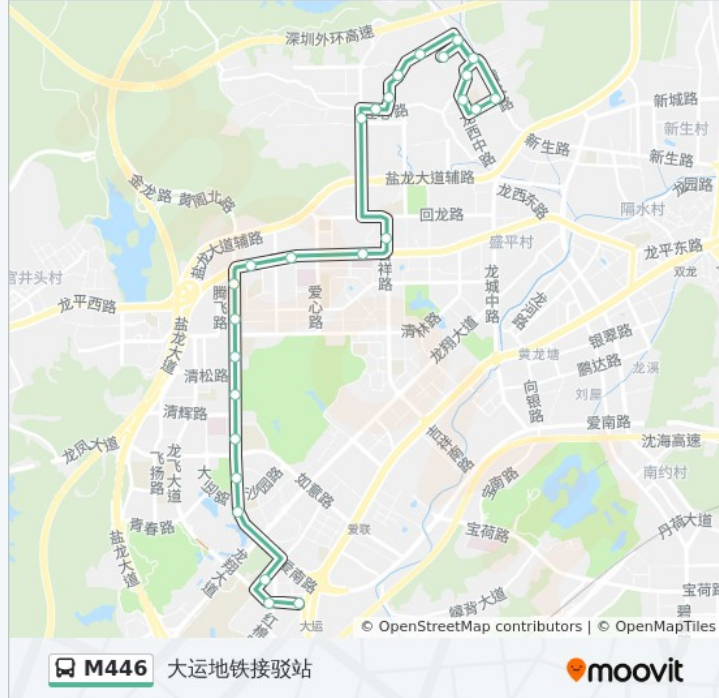 深圳外环高速
新城路
新生村
龙西中路
新生路
新生路
盐龙大道辅路
金龙路
黄阁北路
龙西东路
龙园路
隔水村
回龙路
盛平村
盐龙大道辅路
龙平东路
双龙
官井头村
祥路
龙城中路
龙平西路
腾飞路
爱心路
龙河路
盐龙大道
清林路
龙翔大道
银翠路
黄龙塘
鹏达路
龙溪
清松路
向银路
刘屋
清辉路
爱南路
沈海高速
龙凤大道
龙飞大道
飞扬路
沙园路
如意路
宝南路
南约村
青春路
爱联
宝荷路
丹荷大道
盐龙大道
龙翔大道
爱南路
宝荷路
碧
大运
© OpenStreetMap contributors | © OpenMapTiles
M446
大运地铁接驳站
moovit